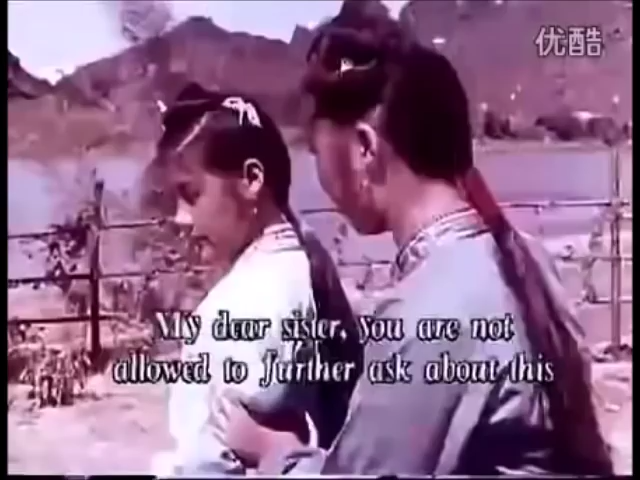 优酷
My dear sister, you are not
allowed to further ask about this